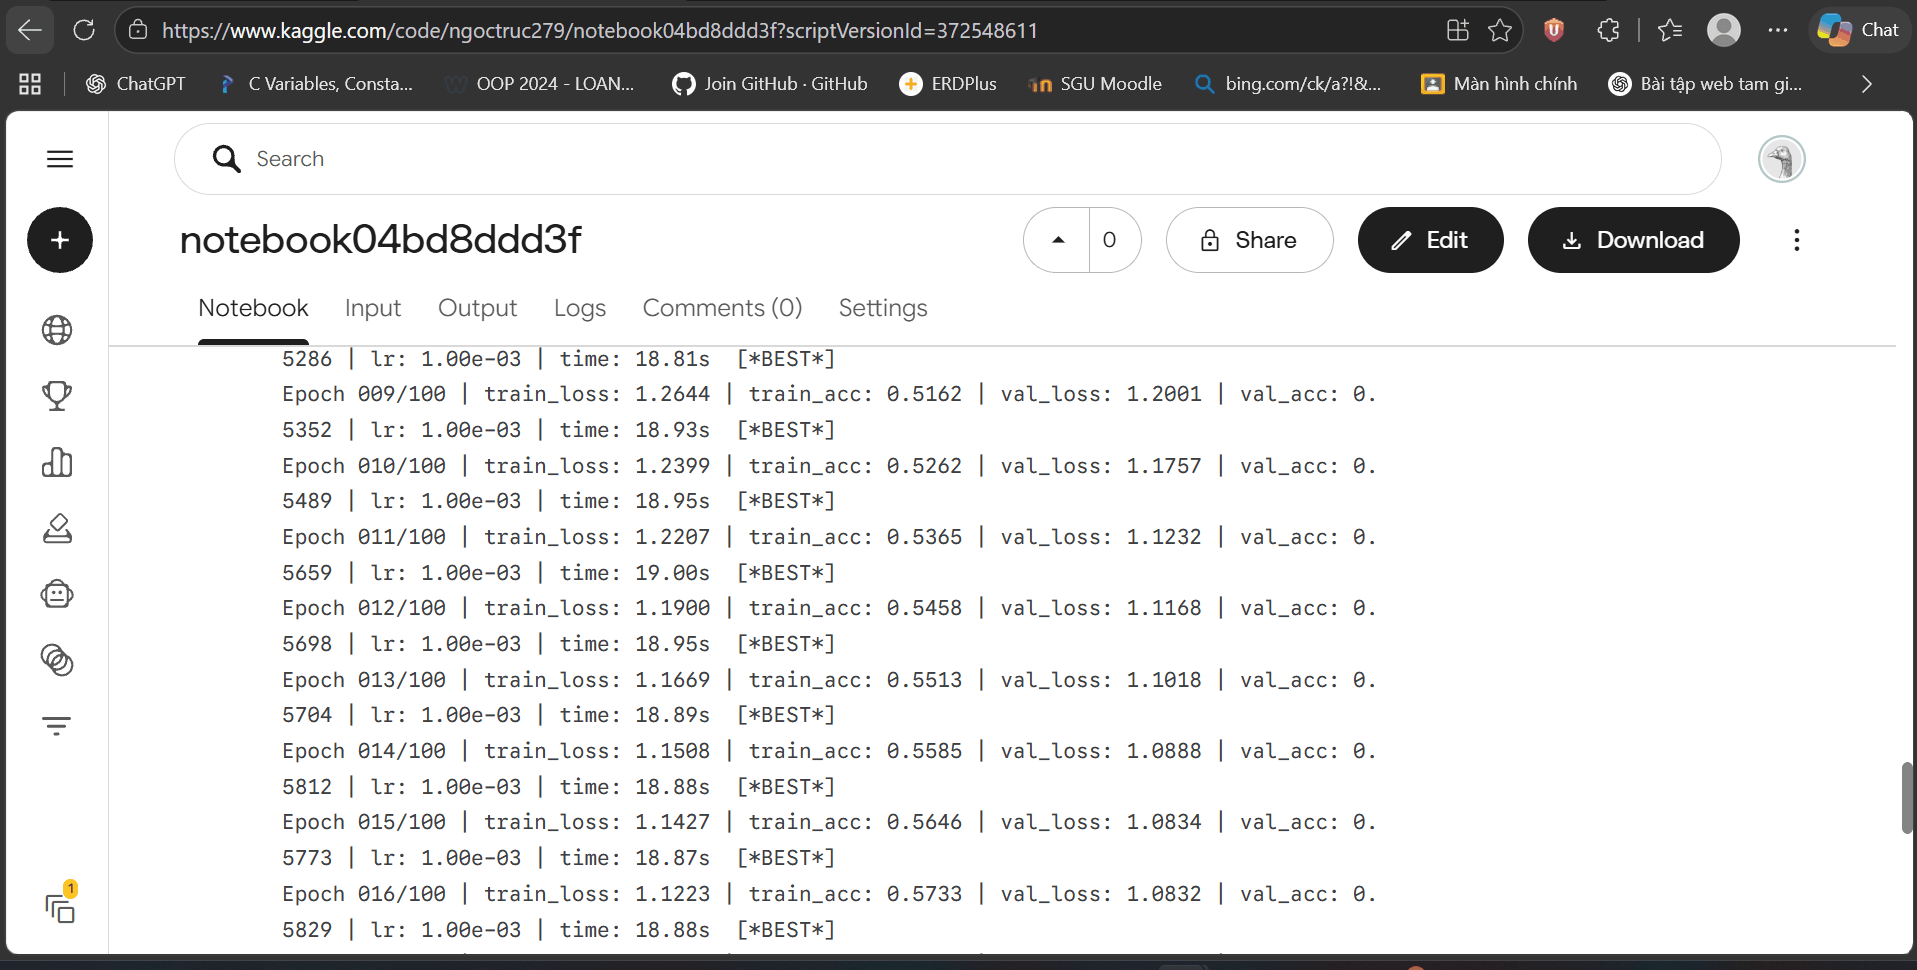 https://www.kaggle.com/code/ngoctruc279/notebook04bd8ddd3f?scriptVersionId=372548611
Chat
ChatGPT
C Variables, Consta...
OOP 2024 - LOAN...
Join GitHub · GitHub
ERDPlus
SGU Moodle
bing.com/ck/a?!&...
Màn hình chính
Bài tập web tam gi...
Search
notebook04bd8ddd3f
0
Share
Edit
Download
Notebook
Input
Output
Logs
Comments (0)
Settings
5286 | lr: 1.00e-03 | time: 18.81s [*BEST*]
Epoch 009/100 | train_loss: 1.2644 | train_acc: 0.5162 | val_loss: 1.2001 | val_acc: 0.
5352 | lr: 1.00e-03 | time: 18.93s [*BEST*]
Epoch 010/100 | train_loss: 1.2399 | train_acc: 0.5262 | val_loss: 1.1757 | val_acc: 0.
5489 | lr: 1.00e-03 | time: 18.95s [*BEST*]
Epoch 011/100 | train_loss: 1.2207 | train_acc: 0.5365 | val_loss: 1.1232 | val_acc: 0.
5659 | lr: 1.00e-03 | time: 19.00s [*BEST*]
Epoch 012/100 | train_loss: 1.1900 | train_acc: 0.5458 | val_loss: 1.1168 | val_acc: 0.
5698 | lr: 1.00e-03 | time: 18.95s [*BEST*]
Epoch 013/100 | train_loss: 1.1669 | train_acc: 0.5513 | val_loss: 1.1018 | val_acc: 0.
5704 | lr: 1.00e-03 | time: 18.89s [*BEST*]
Epoch 014/100 | train_loss: 1.1508 | train_acc: 0.5585 | val_loss: 1.0888 | val_acc: 0.
5812 | lr: 1.00e-03 | time: 18.88s [*BEST*]
Epoch 015/100 | train_loss: 1.1427 | train_acc: 0.5646 | val_loss: 1.0834 | val_acc: 0.
5773 | lr: 1.00e-03 | time: 18.87s [*BEST*]
Epoch 016/100 | train_loss: 1.1223 | train_acc: 0.5733 | val_loss: 1.0832 | val_acc: 0.
5829 | lr: 1.00e-03 | time: 18.88s [*BEST*]
1